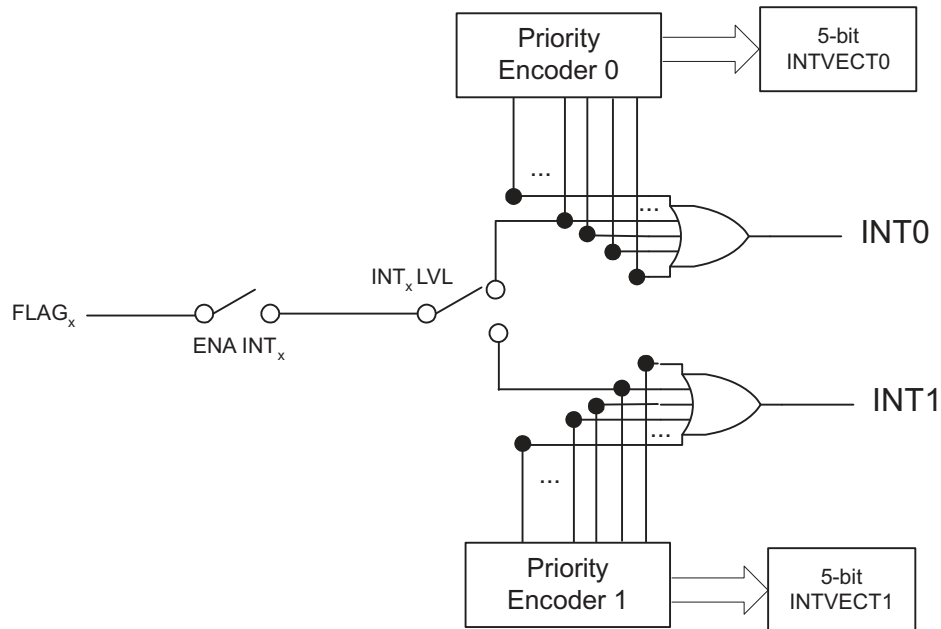 Priority
Encoder 0
5-bit
INTVECT0
...
...
INT0
INTx LVL
FLAGx
ENA INTx
INT1
...
...
Priority
Encoder 1
5-bit
INTVECT1